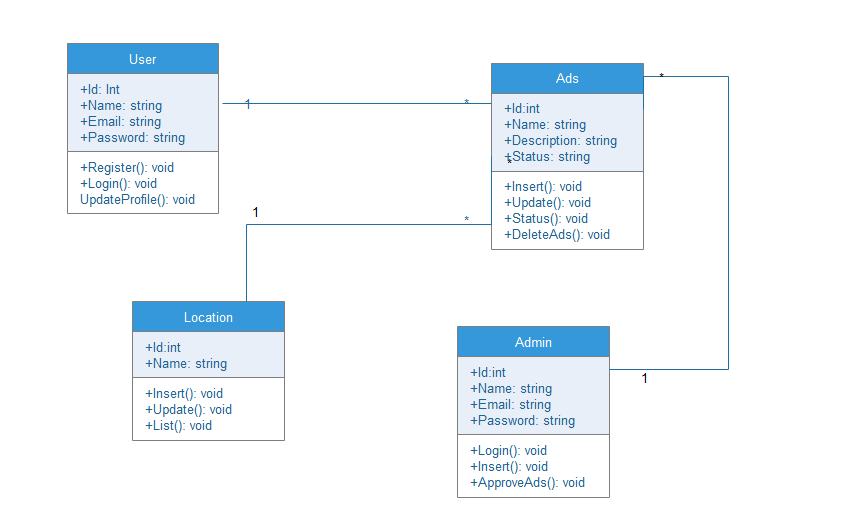 User
+Id: Int
+Name: string
+Email: string
+Password: string
+Register(): void
+Login(): void
UpdateProfile(): void
1
*
Ads
+Id:int
+Name: string
+Description: string
+Status: string
*
+Insert(): void
+Update(): void
+Status(): void
+DeleteAds(): void
*
1
*
Location
+Id:int
+Name: string
+Insert(): void
+Update(): void
+List(): void
Admin
+Id:int
+Name: string
+Email: string
+Password: string
+Login(): void
+Insert(): void
+ApproveAds(): void
1